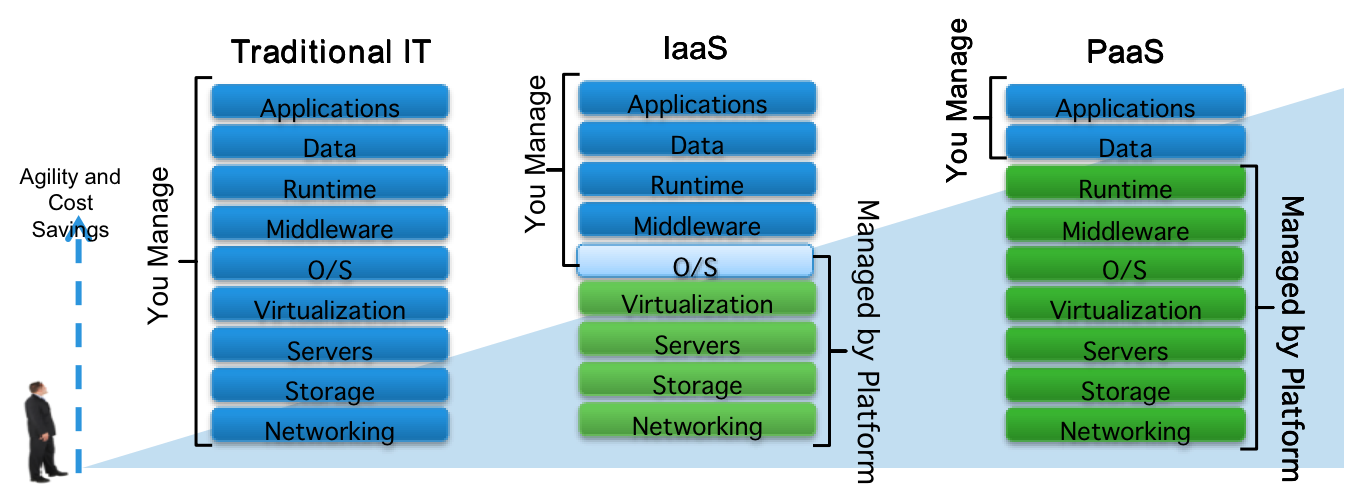 Agility and
Cost
Savings
Traditional IT
You Manage
Applications
Data
Runtime
Middleware
O/S
Virtualization
Servers
Storage
Networking
IaaS
You Manage
Applications
Data
Runtime
Middleware
O/S
Virtualization
Servers
Storage
Networking
Managed by Platform
PaaS
You Manage
Applications
Data
Runtime
Middleware
O/S
Virtualization
Servers
Storage
Networking
Managed by Platform